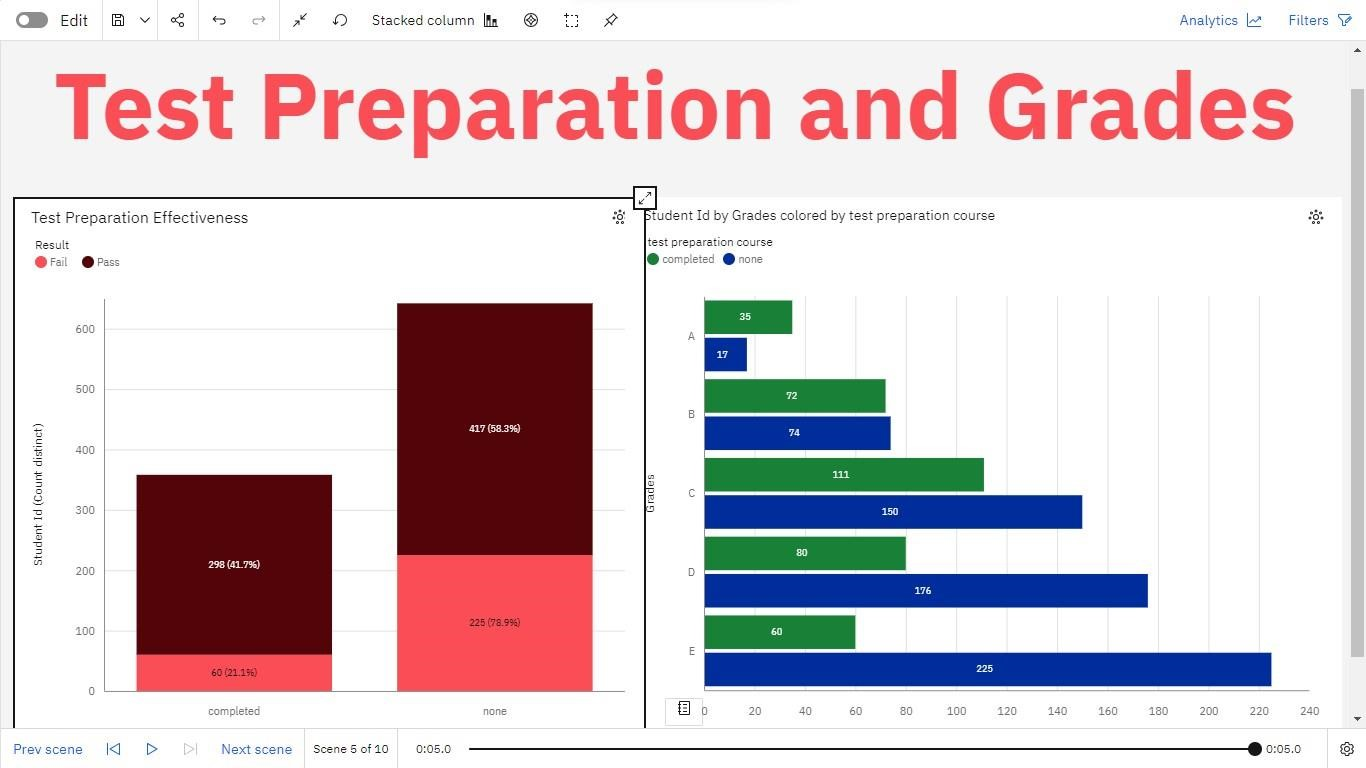 Edit
Stacked column
Analytics
Filters
Test Preparation and Grades
Test Preparation Effectiveness
Result
Fail Pass
Student Id (Count distinct)
600
500
400
300
200
100
0
417 (58.3%)
298 (41.7%)
225 (78.9%)
60 (21.1%)
completed none
Student Id by Grades colored by test preparation course
test preparation course
completed none
Grades
A
35
17
B
72
74
C
111
150
D
80
176
E
60
225
0 20 40 60 80 100 120 140 160 180 200 220 240
Prev scene
Next scene
Scene 5 of 10
0:05.0
0:05.0